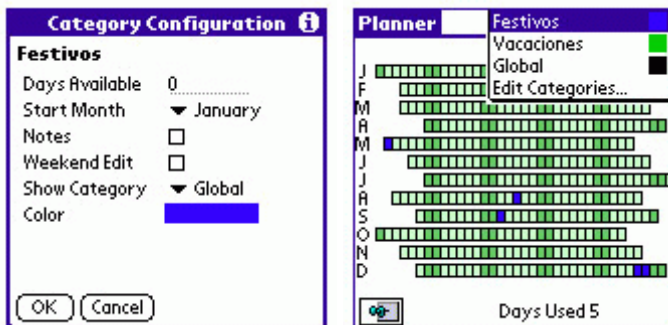 Category Configuration
Festivos
Days Available 0
Start Month January
Notes
Weekend Edit
Show Category Global
Color
OK Cancel
Planner
Festivos
Vacaciones
Global
Edit Categories...
J
F
M
A
M
J
J
A
S
O
N
D
Days Used 5